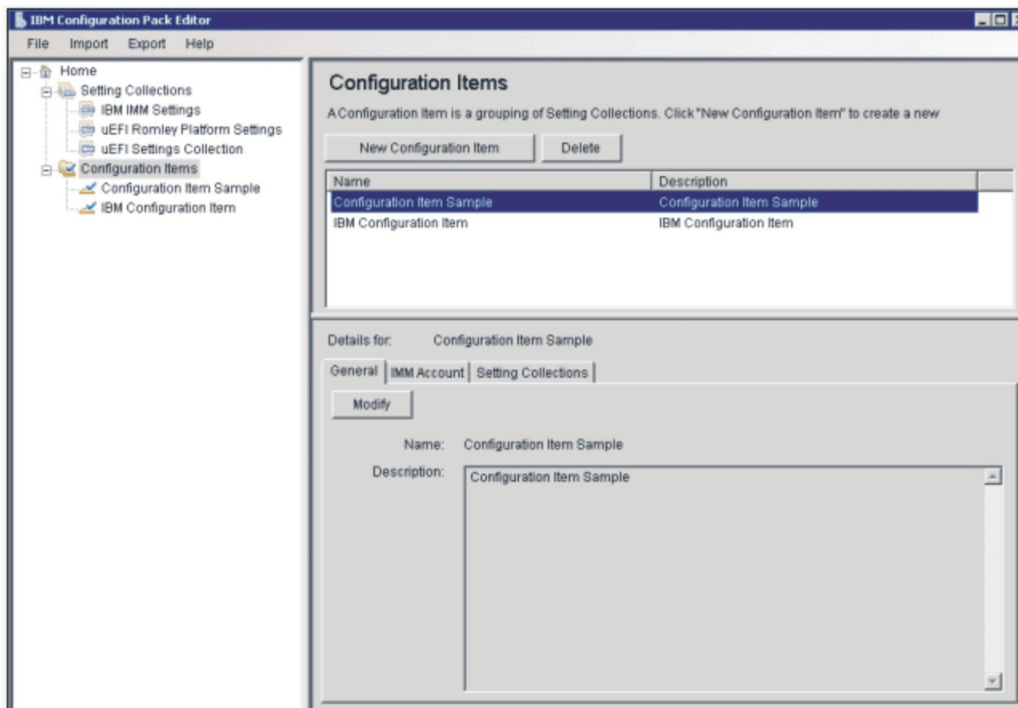 IBM Configuration Pack Editor
File Import Export Help
Home
Setting Collections
IBM IMM Settings
uEFI Romley Platform Settings
uEFI Settings Collection
Configuration Items
Configuration Item Sample
IBM Configuration Item
Configuration Items
A Configuration Item is a grouping of Setting Collections. Click "New Configuration Item" to create a new
New Configuration Item Delete
Name Description
Configuration Item Sample Configuration Item Sample
IBM Configuration Item IBM Configuration Item
Details for: Configuration Item Sample
General IMM Account Setting Collections
Modify
Name: Configuration Item Sample
Description: Configuration Item Sample